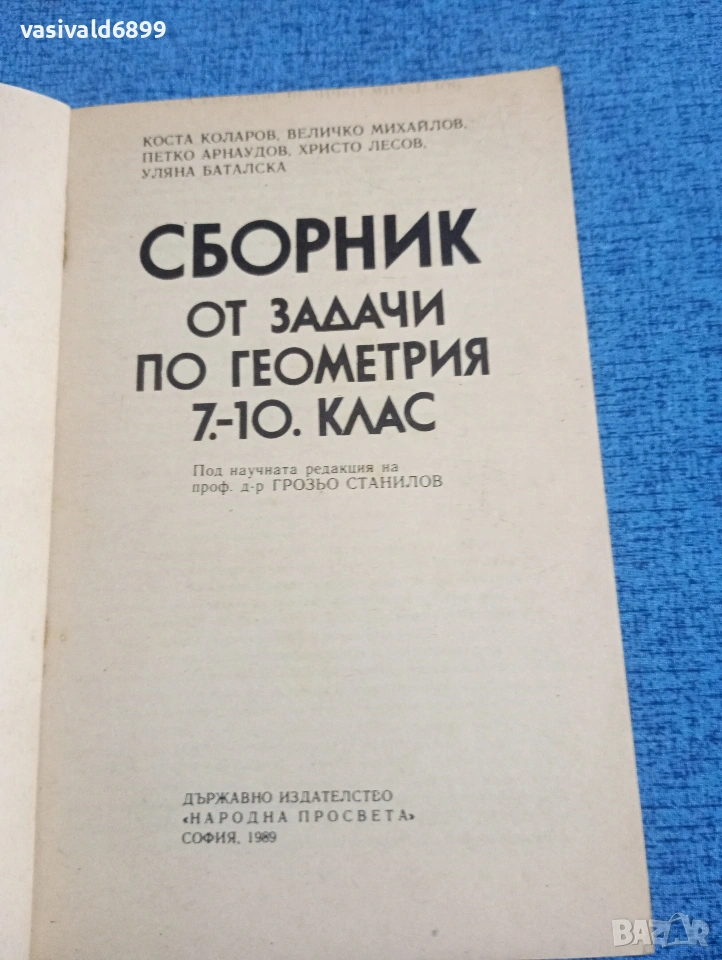 vasivald6899
КОСТА КОЛАРОВ, ВЕЛИЧКО МИХАЙЛОВ,
ПЕТКО АРНАУДОВ, ХРИСТО ЛЕСОВ,
УЛЯНА БАТАЛСКА
СБОРНИК
ОТ ЗАДАЧИ
ПО ГЕОМЕТРИЯ
7.–10. КЛАС
Под научната редакция на
проф. д-р ГРОЗЬО СТАНИЛОВ
ДЪРЖАВНО ИЗДАТЕЛСТВО
«НАРОДНА ПРОСВЕТА»
СОФИЯ, 1989
BAZAR